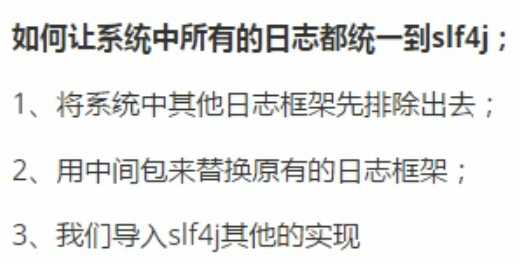 如何让系统中所有的日志都统一到slf4j；
1、将系统中其他日志框架先排除出去；
2、用中间包来替换原有的日志框架；
3、我们导入slf4j其他的实现